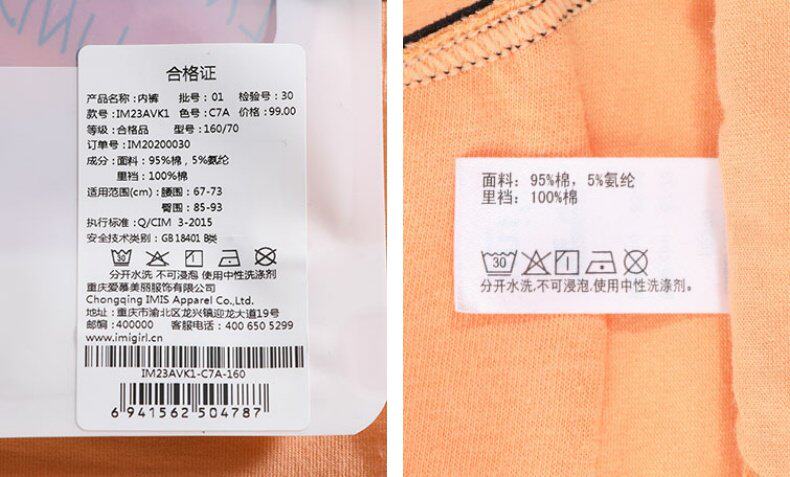 合格证
产品名称：内裤 批号：01 检验号：30
款号：IM23AVK1 色号：C7A 价格：99.00
等级：合格品 型号：160/70
订单号：IM20200030
成分：面料：95%棉，5%氨纶
里裆：100%棉
适用范围(cm)：腰围：67-73
臀围：85-93
执行标准：Q/CIM 3-2015
安全技术类别：GB 18401 B类
30
分开水洗 不可浸泡 使用中性洗涤剂
重庆爱慕美丽服饰有限公司
Chongqing IMIS Apparel Co.,Ltd.
地址：重庆市渝北区龙兴镇迎龙大道19号
邮编：400000 客服电话：400 650 5299
www.imigirl.cn
IM23AVK1-C7A-160
6 941562 504787
面料：95%棉，5%氨纶
里裆：100%棉
30
分开水洗,不可浸泡,使用中性洗涤剂。